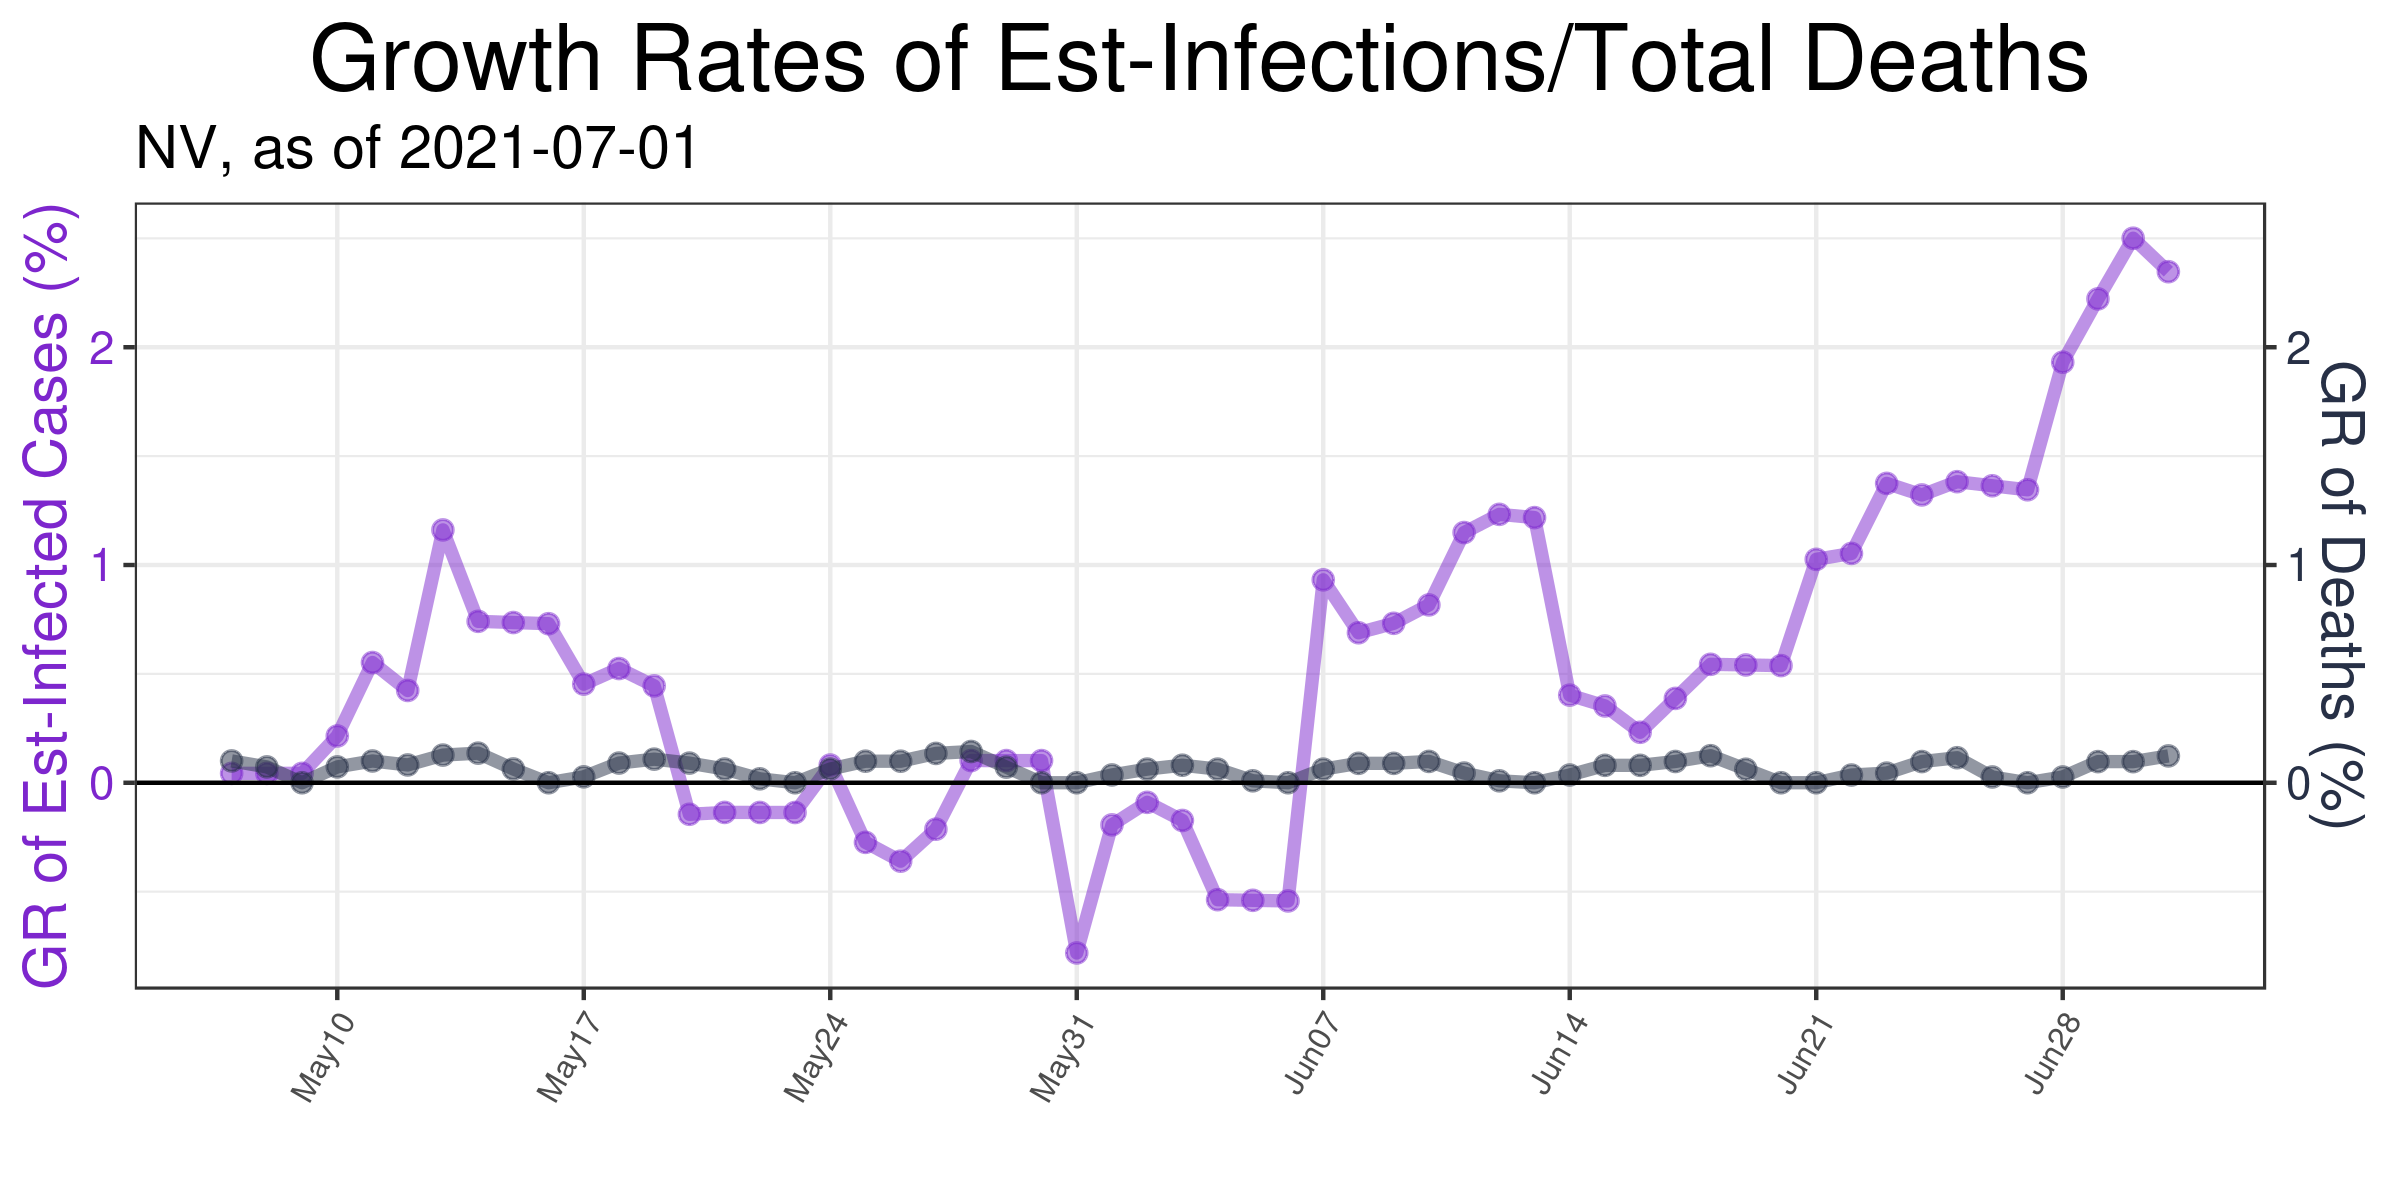 Growth Rates of Est-Infections/Total Deaths
NV, as of 2021-07-01
GR of Est-Infected Cases (%)
2
1
0
2
1
0
GR of Deaths (%)
May10
May17
May24
May31
Jun07
Jun14
Jun21
Jun28